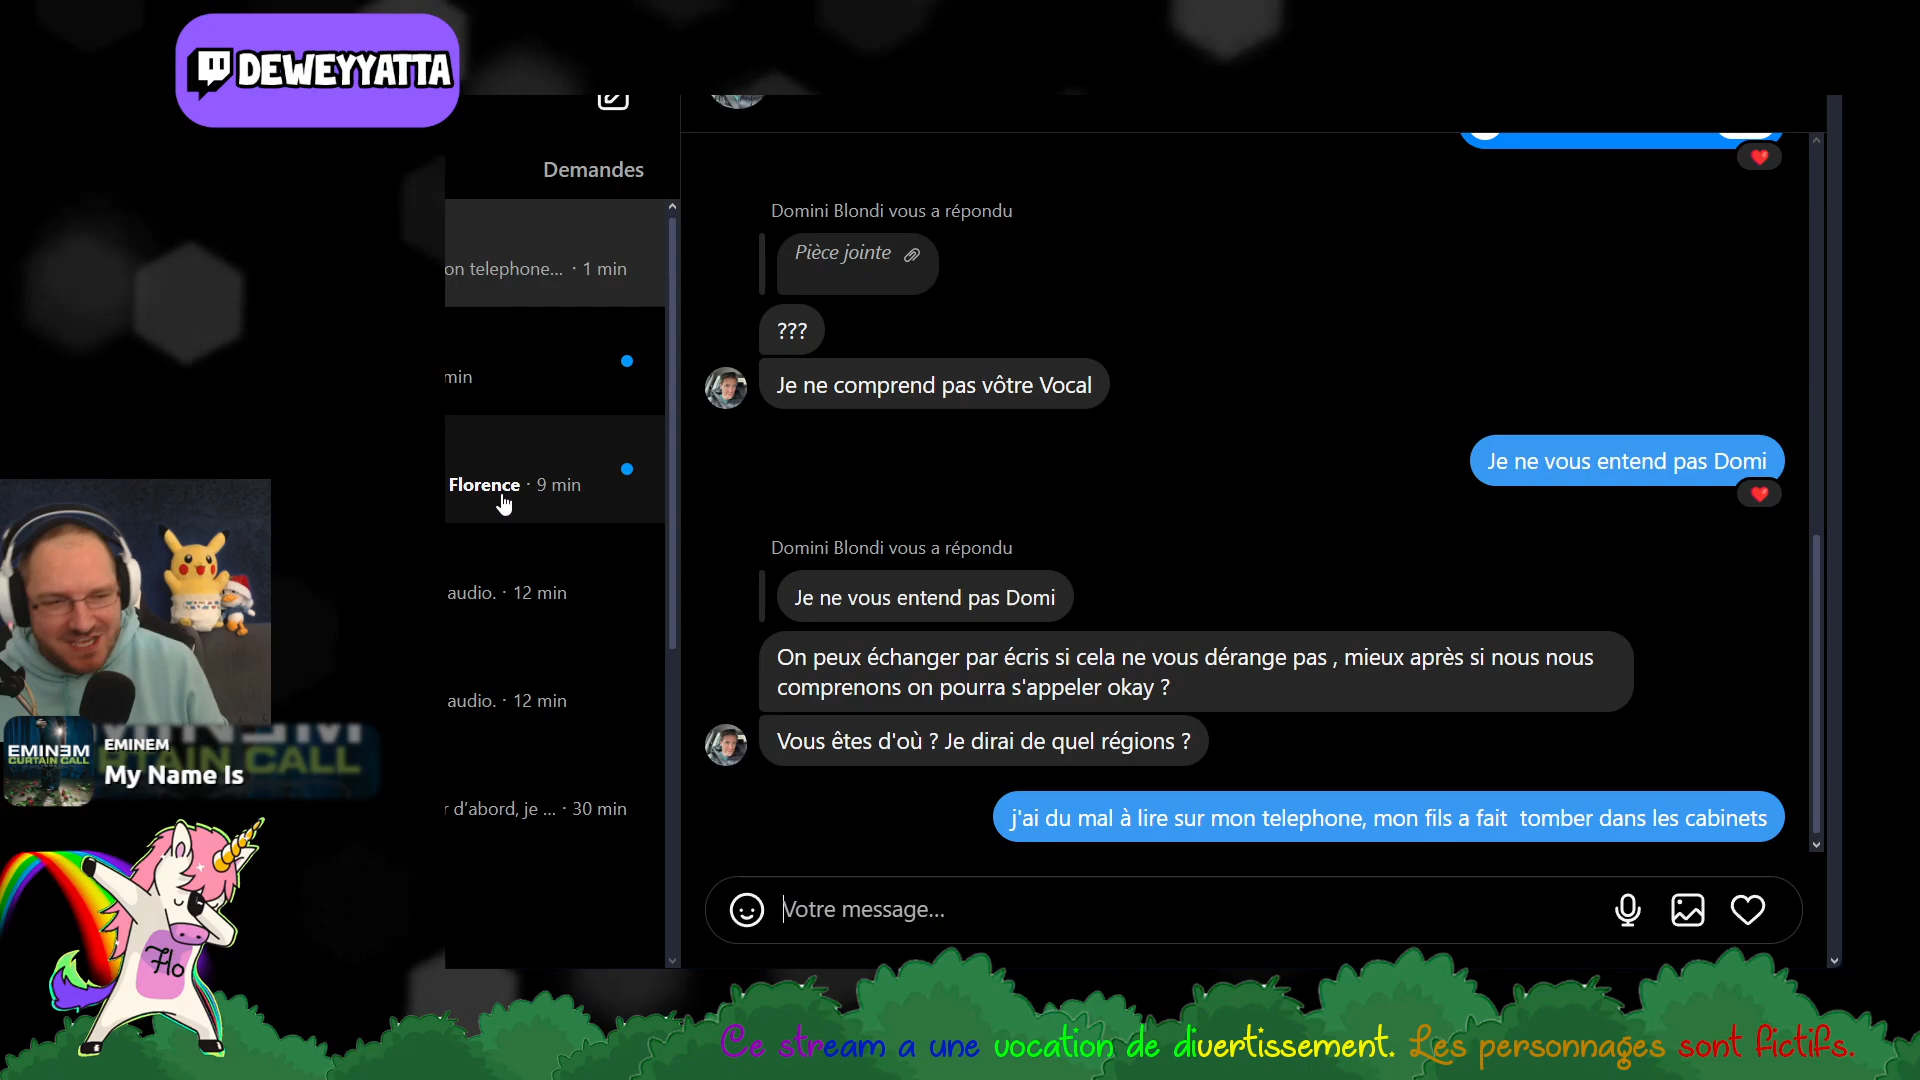 DEWEYYATTA
Demandes
on telephone... · 1 min
min
Florence · 9 min
audio. · 12 min
audio. · 12 min
r d'abord, je ... · 30 min
Domini Blondi vous a répondu
Pièce jointe
???
Je ne comprend pas vôtre Vocal
Je ne vous entend pas Domi
Domini Blondi vous a répondu
Je ne vous entend pas Domi
On peux échanger par écris si cela ne vous dérange pas , mieux après si nous nous
comprenons on pourra s'appeler okay ?
Vous êtes d'où ? Je dirai de quel régions ?
j'ai du mal à lire sur mon telephone, mon fils a fait  tomber dans les cabinets
Votre message...
EMINEM
CURTAIN CALL
EMINEM
My Name Is
Flo
Ce stream a une vocation de divertissement. Les personnages sont fictifs.